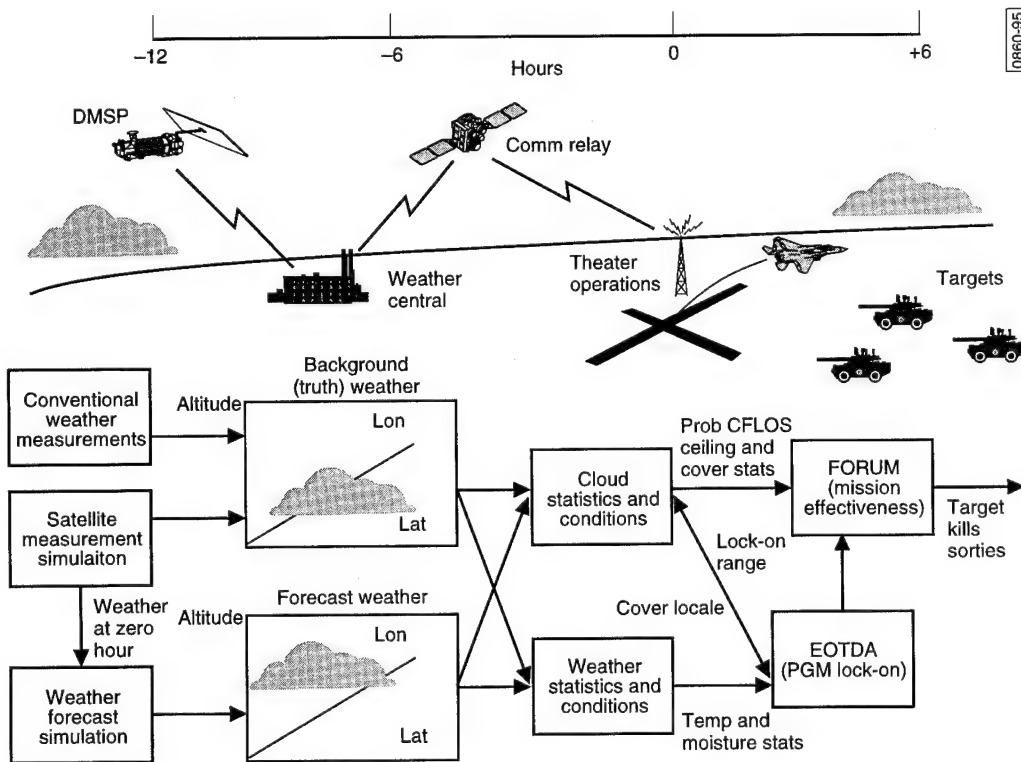 -12
-6
0
+6
Hours
0860-95
DMSP
Comm relay
Weather
central
Theater
operations
Targets
Conventional
weather
measurements
Altitude
Background
(truth) weather
Lon
Lat
Satellite
measurement
simulaiton
Weather
at zero
hour
Weather
forecast
simulation
Altitude
Forecast weather
Lon
Lat
Cloud
statistics and
conditions
Prob CFLOS
ceiling and
cover stats
FORUM
(mission
effectiveness)
Target
kills
sorties
Lock-on
range
Cover locale
Weather
statistics and
conditions
Temp and
moisture stats
EOTDA
(PGM lock-on)